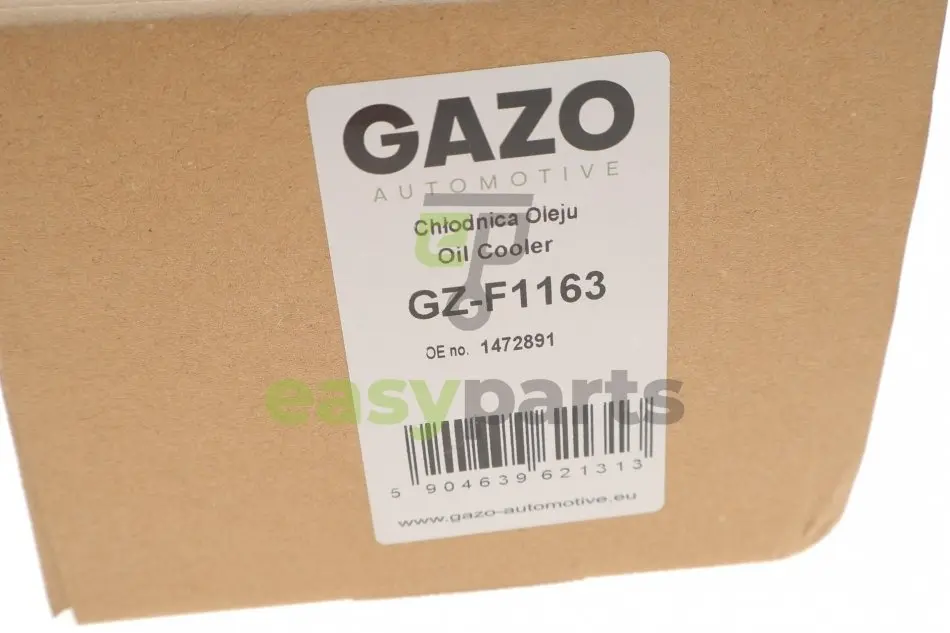 GAZO
AUTOMOTIVE
Chłodnica Oleju
Oil Cooler
GZ-F1163
OE no. 1472891
easyparts
5 904639 621313
www.gazo-automotive.eu